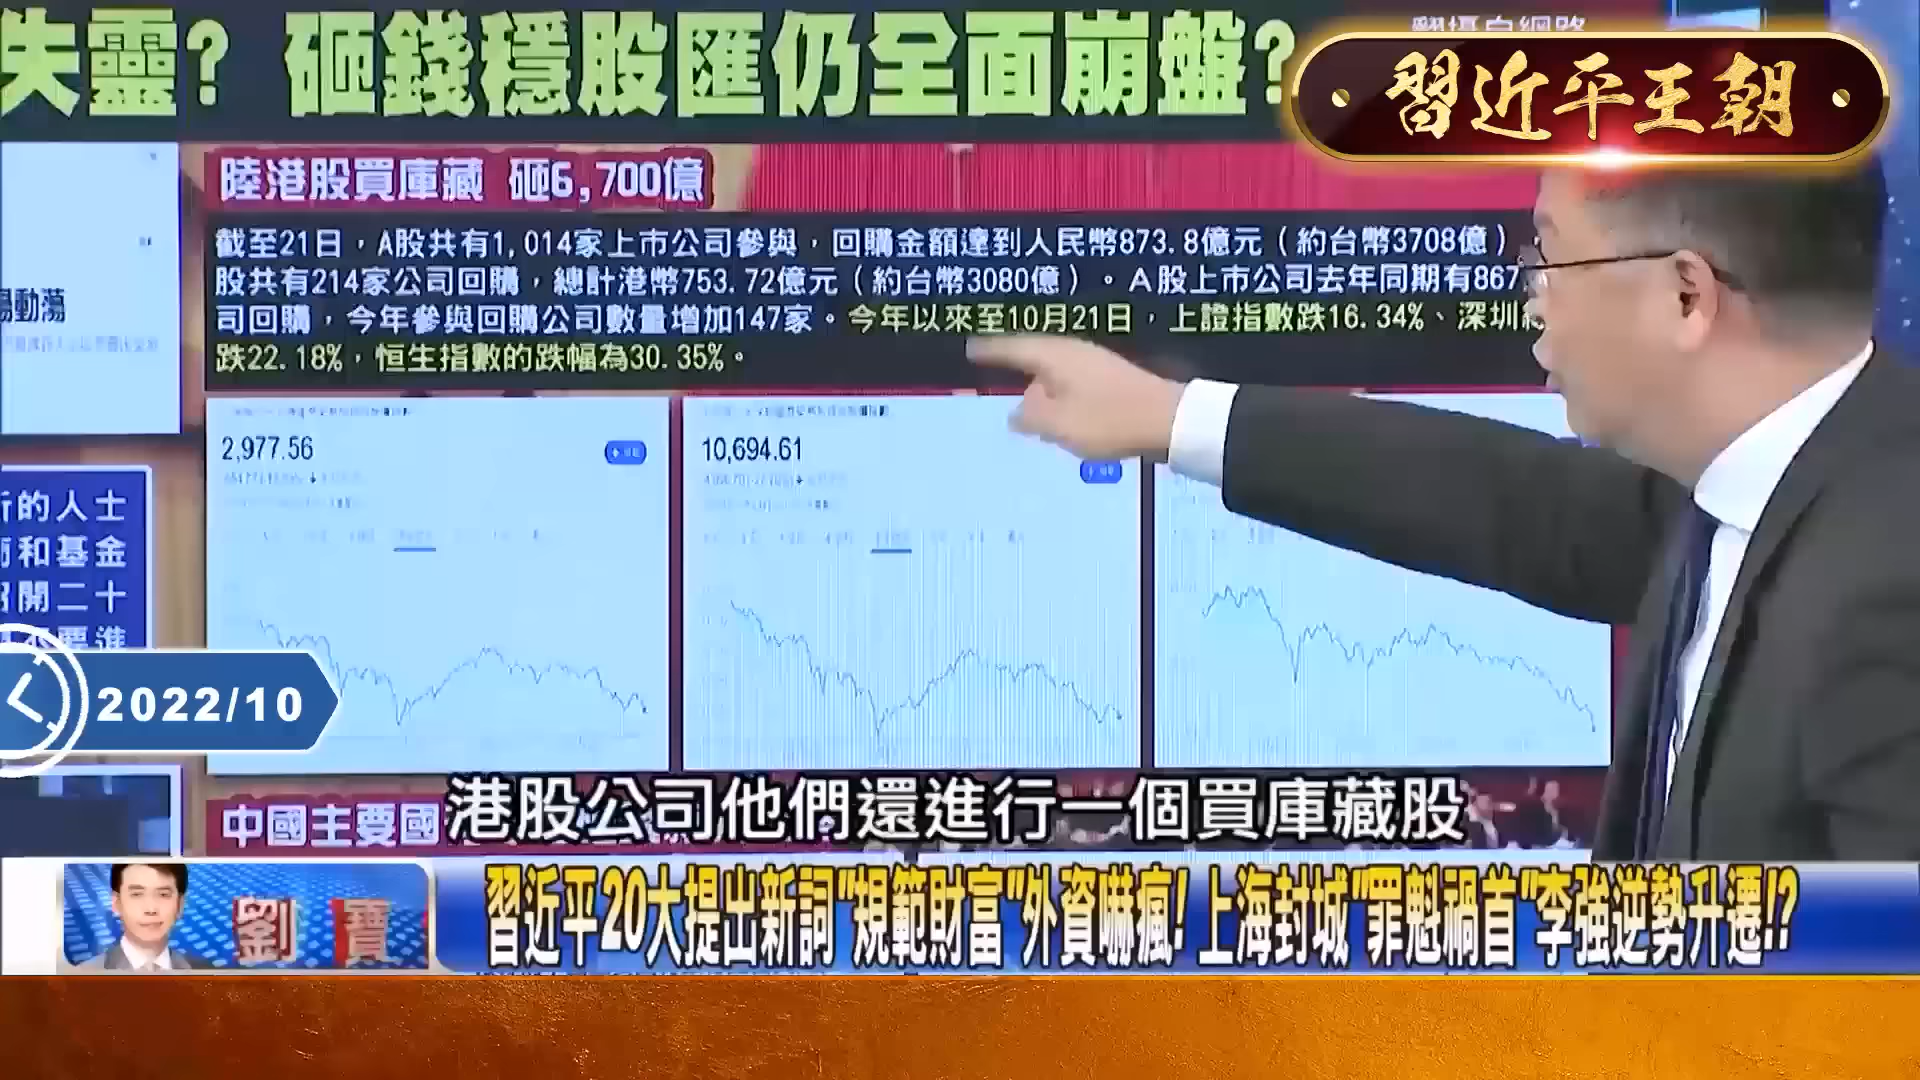 失靈? 砸錢穩股匯仍全面崩盤?
翻攝自網路
習近平王朝
陸港股買庫藏 砸6,700億
截至21日，A股共有1,014家上市公司參與，回購金額達到人民幣873.8億元（約台幣3708億）
股共有214家公司回購，總計港幣753.72億元（約台幣3080億）。A股上市公司去年同期有867
司回購，今年參與回購公司數量增加147家。今年以來至10月21日，上證指數跌16.34%、深圳
跌22.18%，恒生指數的跌幅為30.35%。
動蕩
2,977.56
10,694.61
的人士
和基金
開二十
不要進
2022/10
中國主要國
港股公司他們還進行一個買庫藏股
劉寶
習近平20大提出新詞"規範財富"外資嚇瘋! 上海封城"罪魁禍首"李強逆勢升遷!?